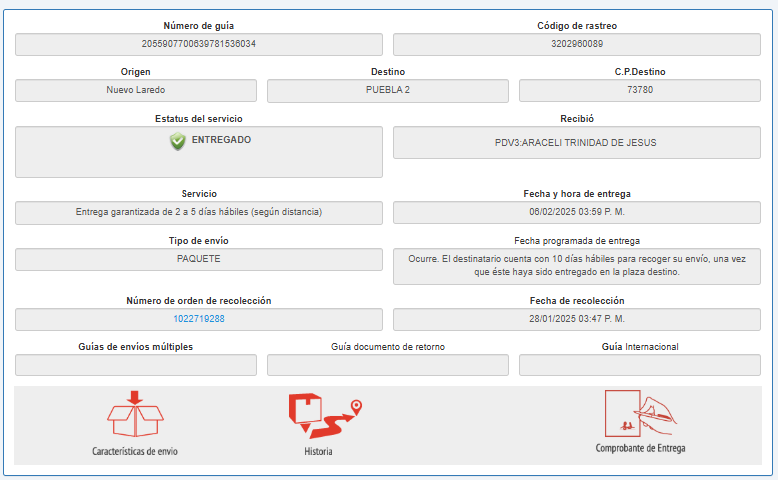 Número de guía
Código de rastreo
2055907700639781536034
3202960089
Origen
Destino
C.P.Destino
Nuevo Laredo
PUEBLA 2
73780
Estatus del servicio
Recibió
ENTREGADO
PDV3:ARACELI TRINIDAD DE JESUS
Servicio
Fecha y hora de entrega
Entrega garantizada de 2 a 5 días hábiles (según distancia)
06/02/2025 03:59 P. M.
Tipo de envío
Fecha programada de entrega
PAQUETE
Ocurre. El destinatario cuenta con 10 días hábiles para recoger su envío, una vez
que éste haya sido entregado en la plaza destino.
Número de orden de recolección
Fecha de recolección
1022719288
28/01/2025 03:47 P. M.
Guías de envíos múltiples
Guía documento de retorno
Guía Internacional
Características de envio
Historia
Comprobante de Entrega